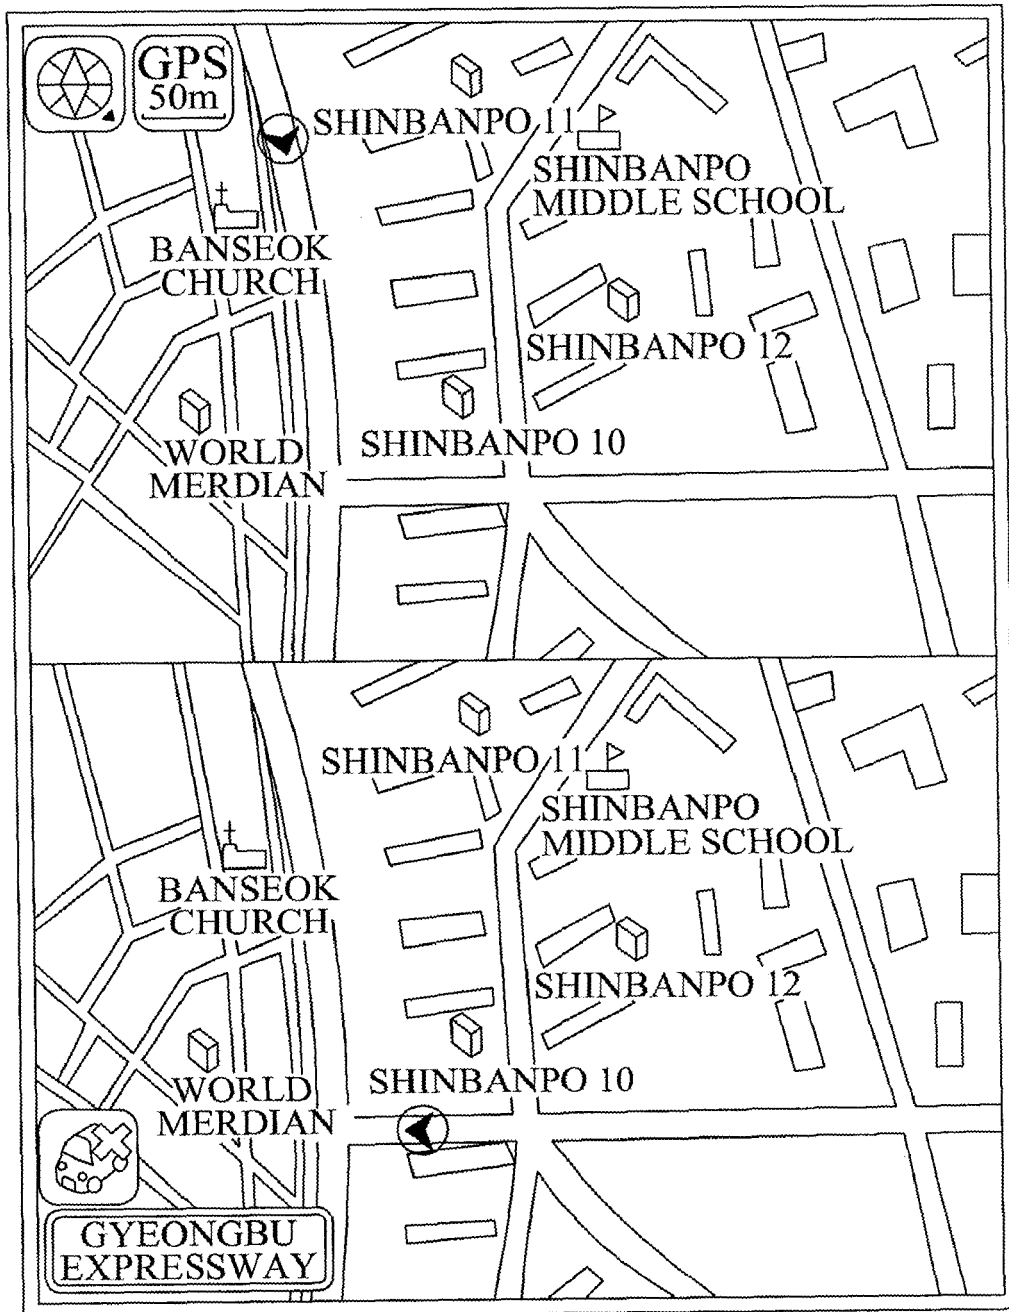 GPS
50m
SHINBANPO 11
SHINBANPO
MIDDLE SCHOOL
BANSEOK
CHURCH
SHINBANPO 12
SHINBANPO 10
WORLD
MERDIAN
SHINBANPO 11
SHINBANPO
MIDDLE SCHOOL
BANSEOK
CHURCH
SHINBANPO 12
SHINBANPO 10
WORLD
MERDIAN
GYEONGBU
EXPRESSWAY